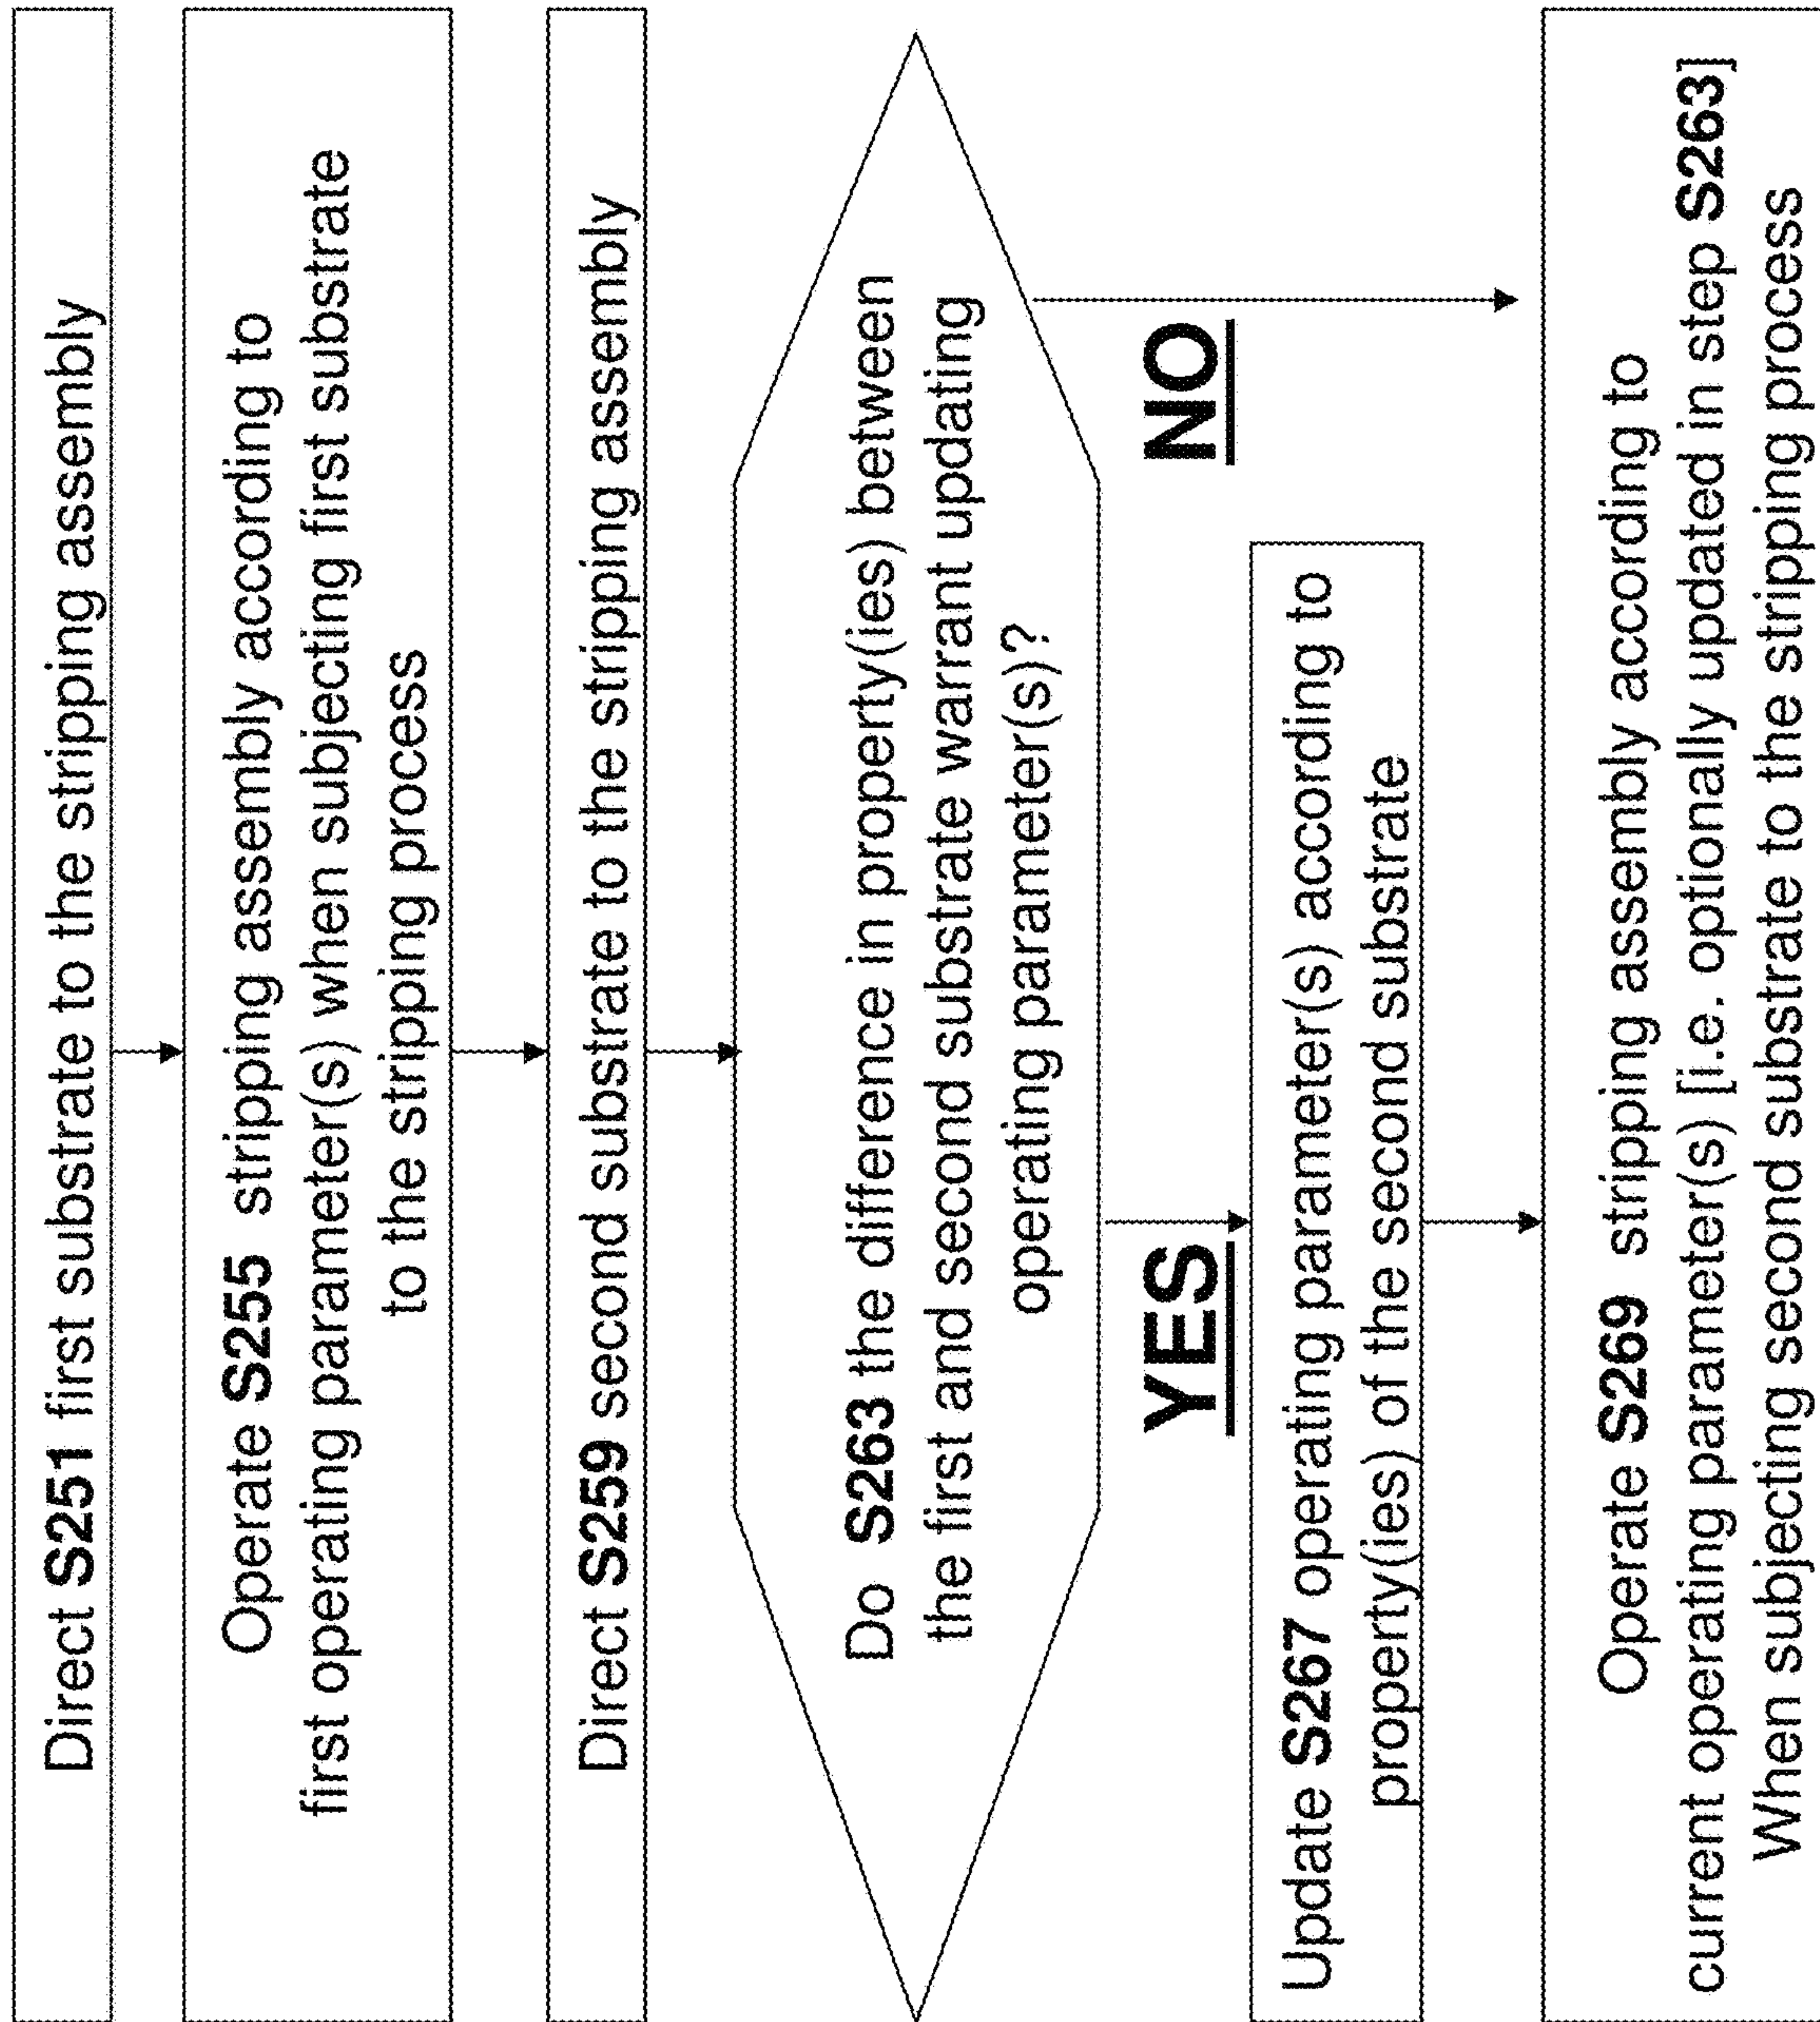 Direct S251 first substrate to the stripping assembly
Operate S255 stripping assembly according to
first operating parameter(s) when subjecting first substrate
to the stripping process
Direct S259 second substrate to the stripping assembly
Do S263 the difference in property(ies) between
the first and second substrate warrant updating
operating parameter(s)?
YES
NO
Update S267 operating parameter(s) according to
property(ies) of the second substrate
Operate S269 stripping assembly according to
current operating parameter(s) [i.e. optionally updated in step S263]
When subjecting second substrate to the stripping process